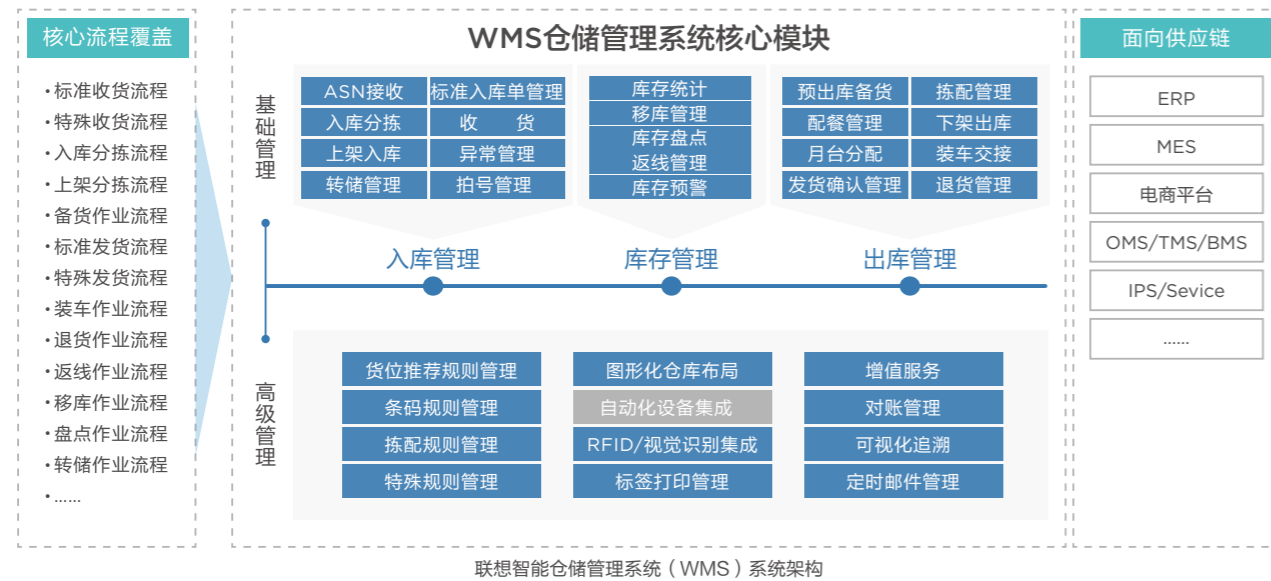 核心流程覆盖
·标准收货流程
·特殊收货流程
·入库分拣流程
·上架分拣流程
·备货作业流程
·标准发货流程
·特殊发货流程
·装车作业流程
·退货作业流程
·返线作业流程
·移库作业流程
·盘点作业流程
·转储作业流程
·......
WMS仓储管理系统核心模块
基础管理
ASN接收 标准入库单管理
入库分拣 收 货
上架入库 异常管理
转储管理 拍号管理
库存统计
移库管理
库存盘点
返线管理
库存预警
预出库备货 拣配管理
配餐管理 下架出库
月台分配 装车交接
发货确认管理 退货管理
入库管理 库存管理 出库管理
高级管理
货位推荐规则管理
条码规则管理
拣配规则管理
特殊规则管理
图形化仓库布局
自动化设备集成
RFID/视觉识别集成
标签打印管理
增值服务
对账管理
可视化追溯
定时邮件管理
面向供应链
ERP
MES
电商平台
OMS/TMS/BMS
IPS/Sevice
......
联想智能仓储管理系统（WMS）系统架构